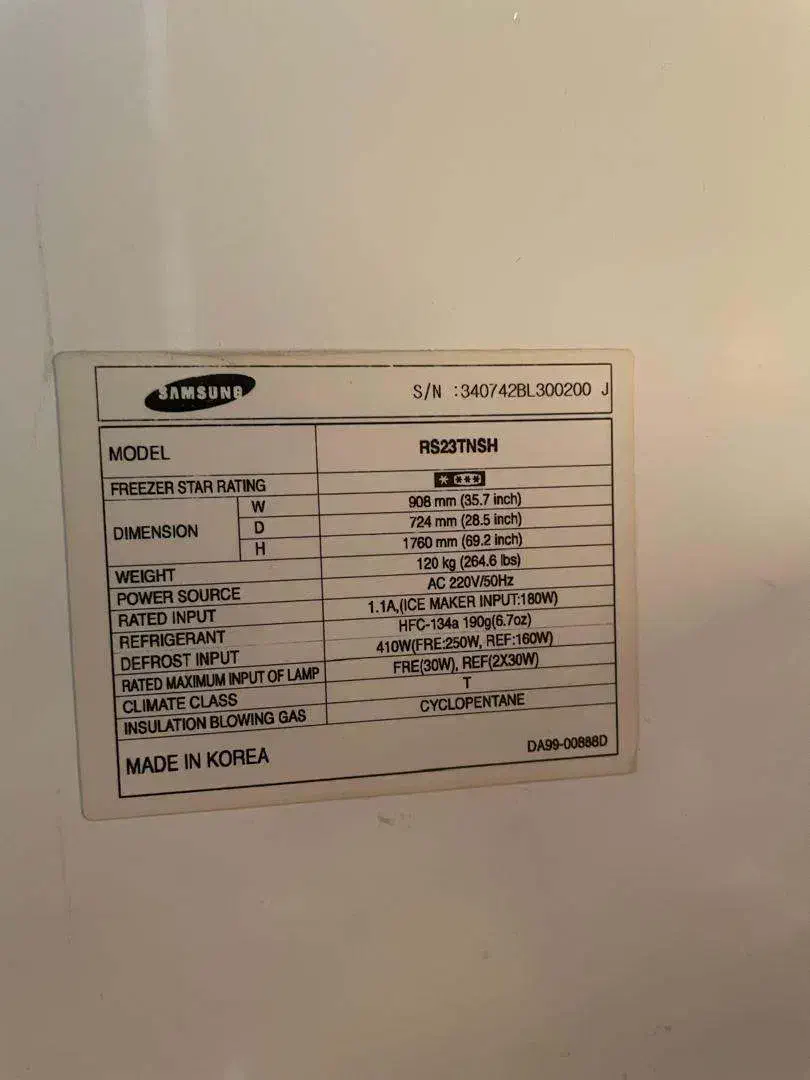 SAMSUNG
S/N :340742BL300200 J
MODEL RS23TNSH
FREEZER STAR RATING * ***
DIMENSION
W 908 mm (35.7 inch)
D 724 mm (28.5 inch)
H 1760 mm (69.2 inch)
WEIGHT 120 kg (264.6 lbs)
POWER SOURCE AC 220V/50Hz
RATED INPUT 1.1A,(ICE MAKER INPUT:180W)
REFRIGERANT HFC-134a 190g(6.7oz)
DEFROST INPUT 410W(FRE:250W, REF:160W)
RATED MAXIMUM INPUT OF LAMP FRE(30W), REF(2X30W)
CLIMATE CLASS T
INSULATION BLOWING GAS CYCLOPENTANE
MADE IN KOREA
DA99-00888D